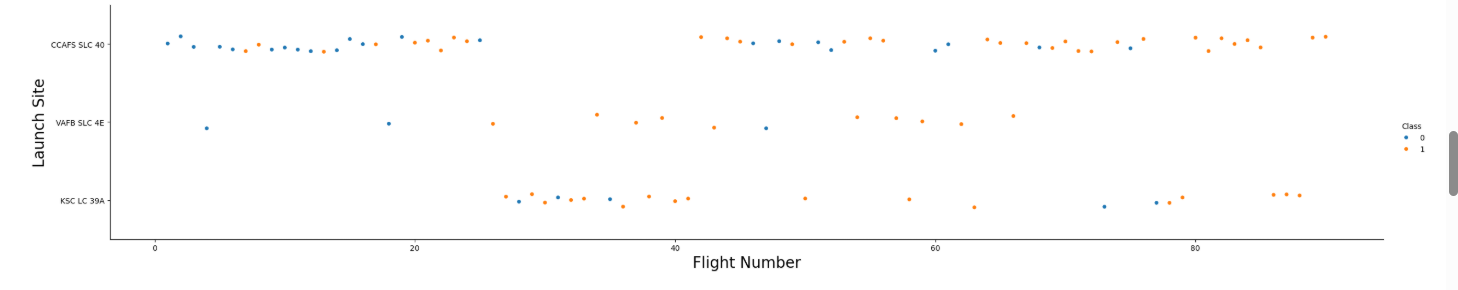 CCAFS SLC 40
VAFB SLC 4E
KSC LC 39A
Launch Site
0 20 40 60 80
Flight Number
Class
0
1